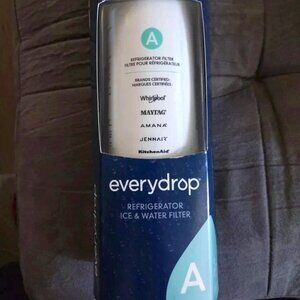 A
REFRIGERATOR FILTER
FILTRE POUR RÉFRIGÉRATEUR
BRANDS CERTIFIED
MARQUES CERTIFIÉES
Whirlpool
MAYTAG
AMANA
JENNAIR
KitchenAid
everydrop
REFRIGERATOR
ICE & WATER FILTER
A